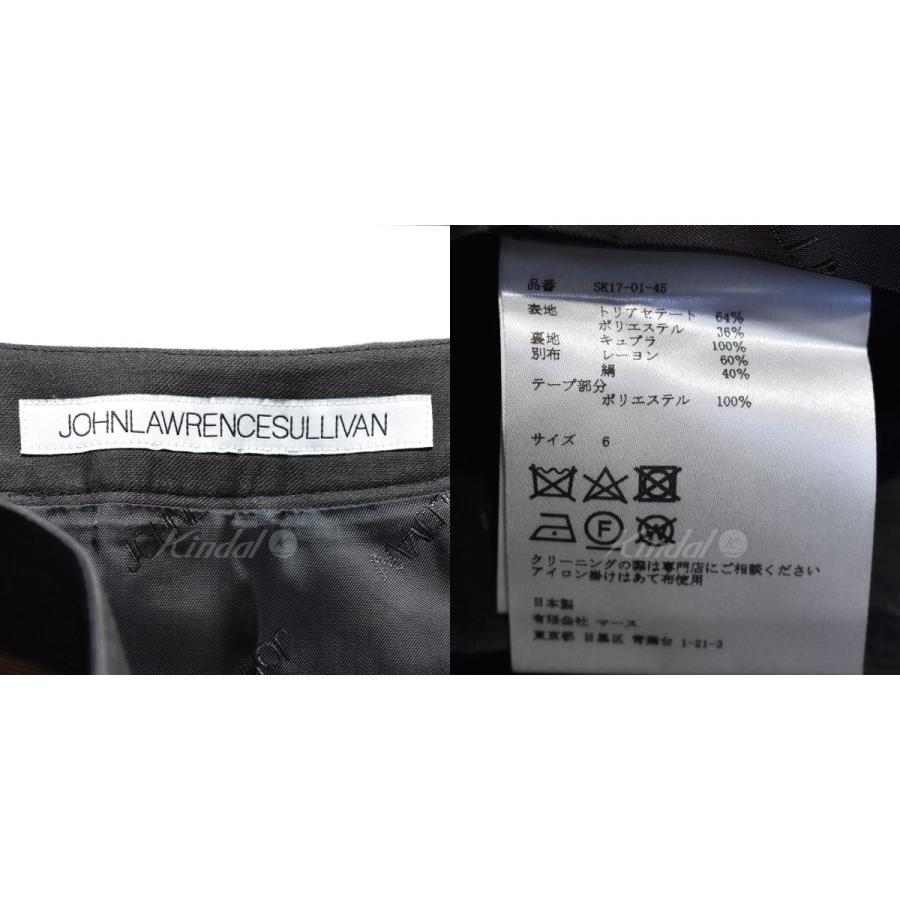 JOHNLAWRENCESULLIVAN
Kindal
品番 SK17-01-45
表地 トリアセテート 64%
ポリエステル 36%
裏地 キュプラ 100%
別布 レーヨン 60%
絹 40%
テープ部分
ポリエステル 100%
サイズ 6
F
W
Kindal
クリーニングの際は専門店にご相談ください
アイロン掛けはあて布使用
日本製
有限会社 マース
東京都 目黒区 青葉台 1-21-3